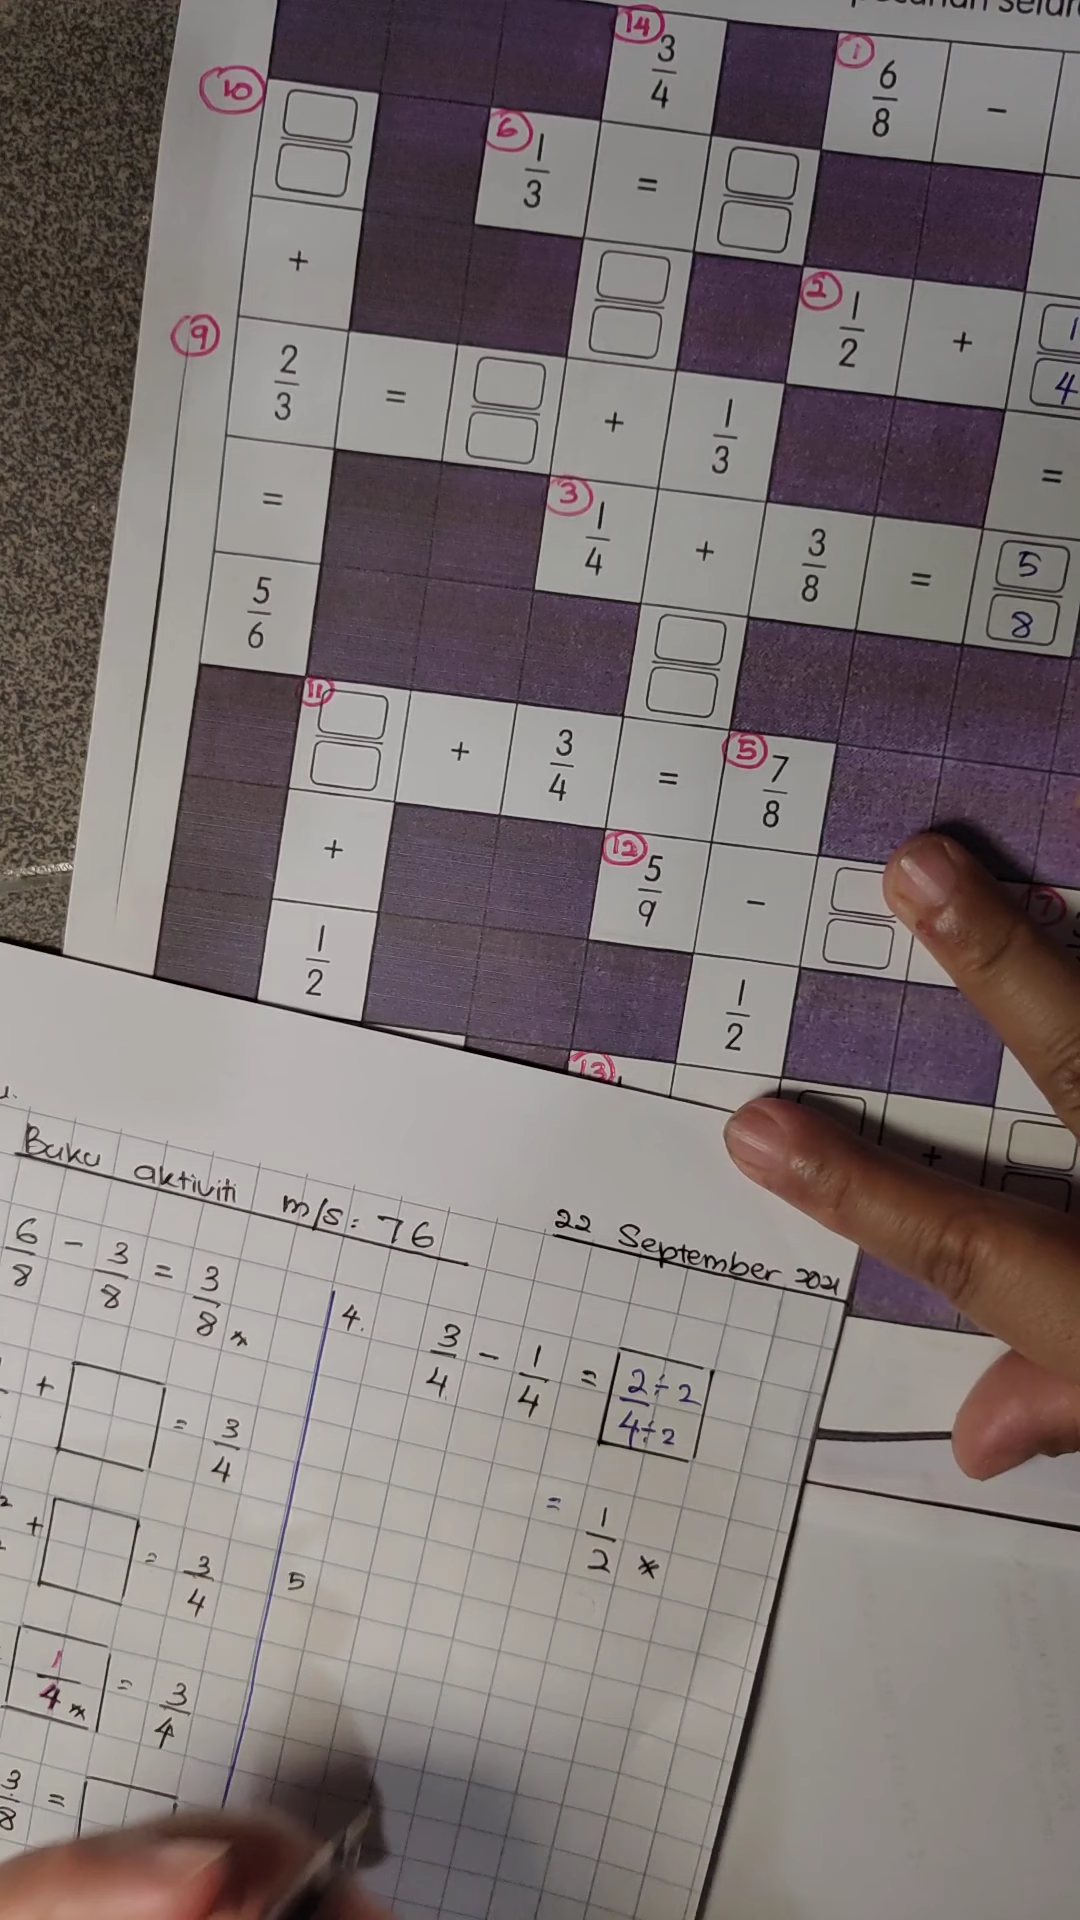 14 3/4 1 6/8 -
10
6 1/3 =
+ 2 1/2 + 1/4
9 2/3 = + 1/3
=
= 3 1/4 + 3/8 = 5/8
5/6
11 + 3/4 = 5 7/8
+ 12 5/9 - 7
1/2 1/2
13
+
Buku aktiviti m/s: 76 22 September 2021
6/8 - 3/8 = 3/8 *
4. 3/4 - 1/4 = 2÷2/4÷2
+ = 3/4
= 1/2 *
+ = 3/4
5
1/4 * = 3/4
3/8 =